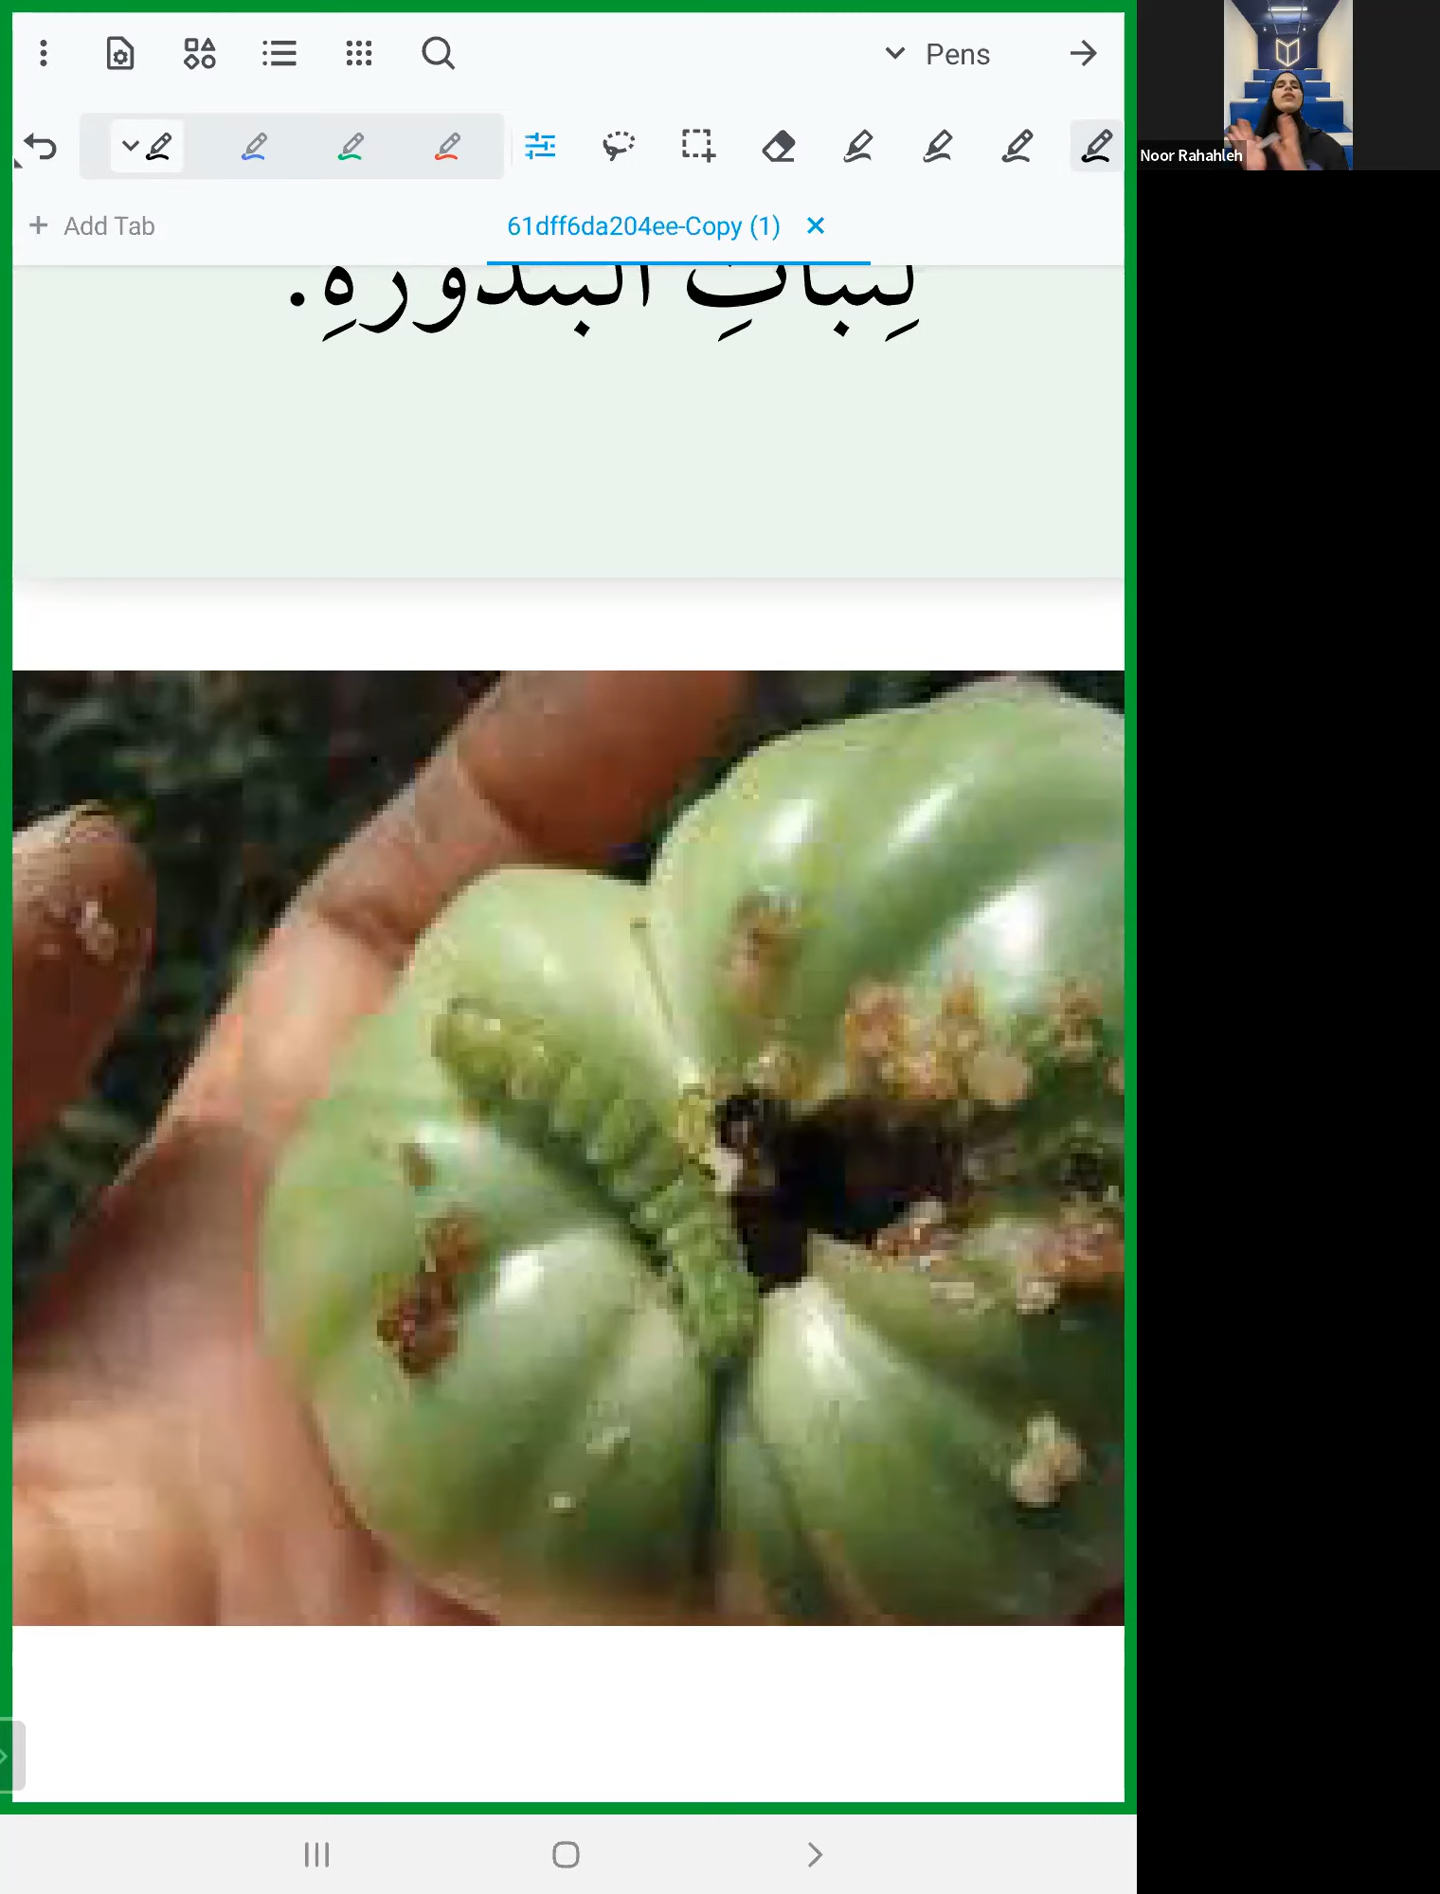 Pens
Noor Rahahleh
+ Add Tab
61dff6da204ee-Copy (1) ×
لِنباتِ البندورةِ.